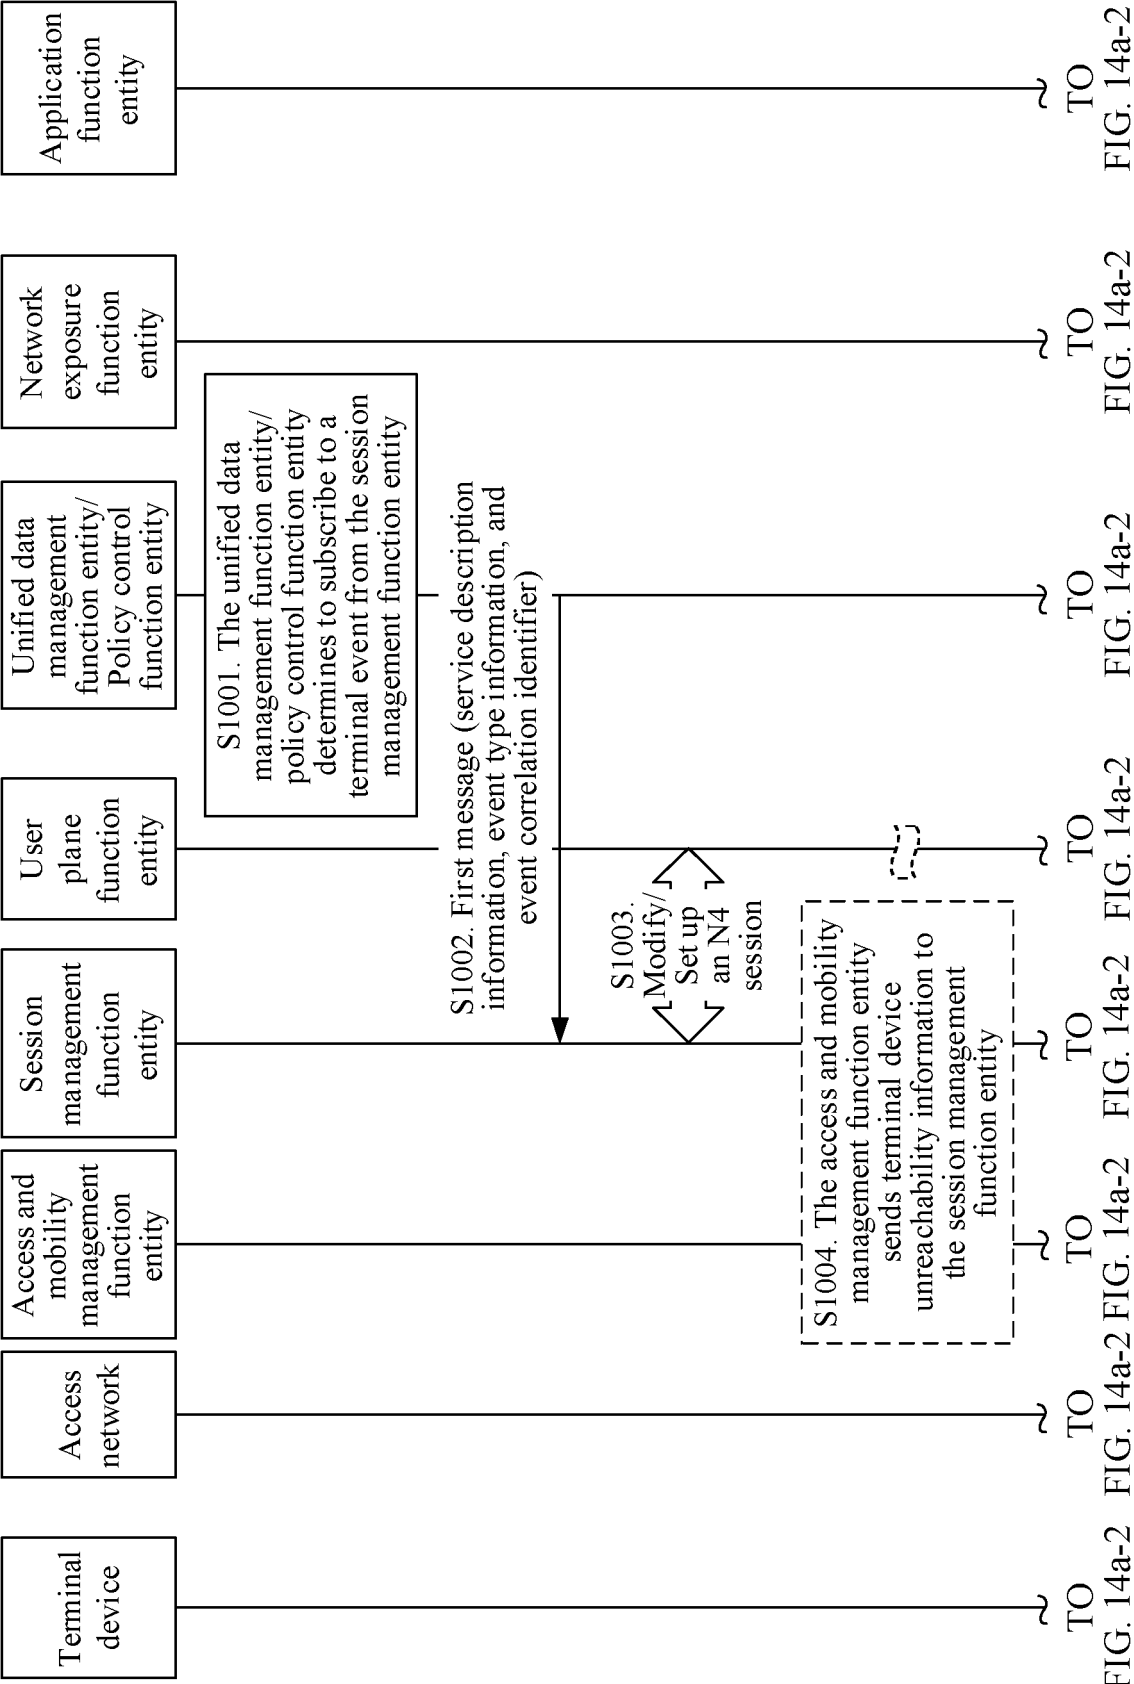 Terminal
device
Access
network
Access and
mobility
management
function
entity
Session
management
function
entity
User
plane
function
entity
Unified data
management
function entity/
Policy control
function entity
Network
exposure
function
entity
Application
function
entity
S1001. The unified data
management function entity/
policy control function entity
determines to subscribe to a
terminal event from the session
management function entity
S1002. First message (service description
information, event type information, and
event correlation identifier)
S1003.
Modify/
Set up
an N4
session
S1004. The access and mobility
management function entity
sends terminal device
unreachability information to
the session management
function entity
TO
FIG. 14a-2
TO
FIG. 14a-2
TO
FIG. 14a-2
TO
FIG. 14a-2
TO
FIG. 14a-2
TO
FIG. 14a-2
TO
FIG. 14a-2
TO
FIG. 14a-2